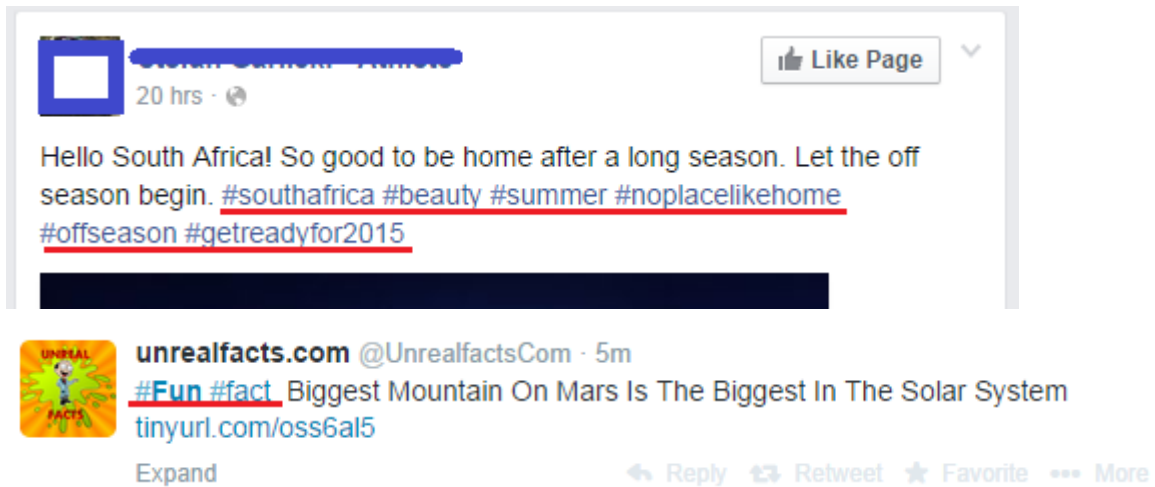 Like Page
20 hrs ·
Hello South Africa! So good to be home after a long season. Let the off
season begin. #southafrica #beauty #summer #noplacelikehome
#offseason #getreadyfor2015
UNREAL
FACTS
unrealfacts.com @UnrealfactsCom · 5m
#Fun #fact Biggest Mountain On Mars Is The Biggest In The Solar System
tinyurl.com/oss6al5
Expand Reply Retweet Favorite More